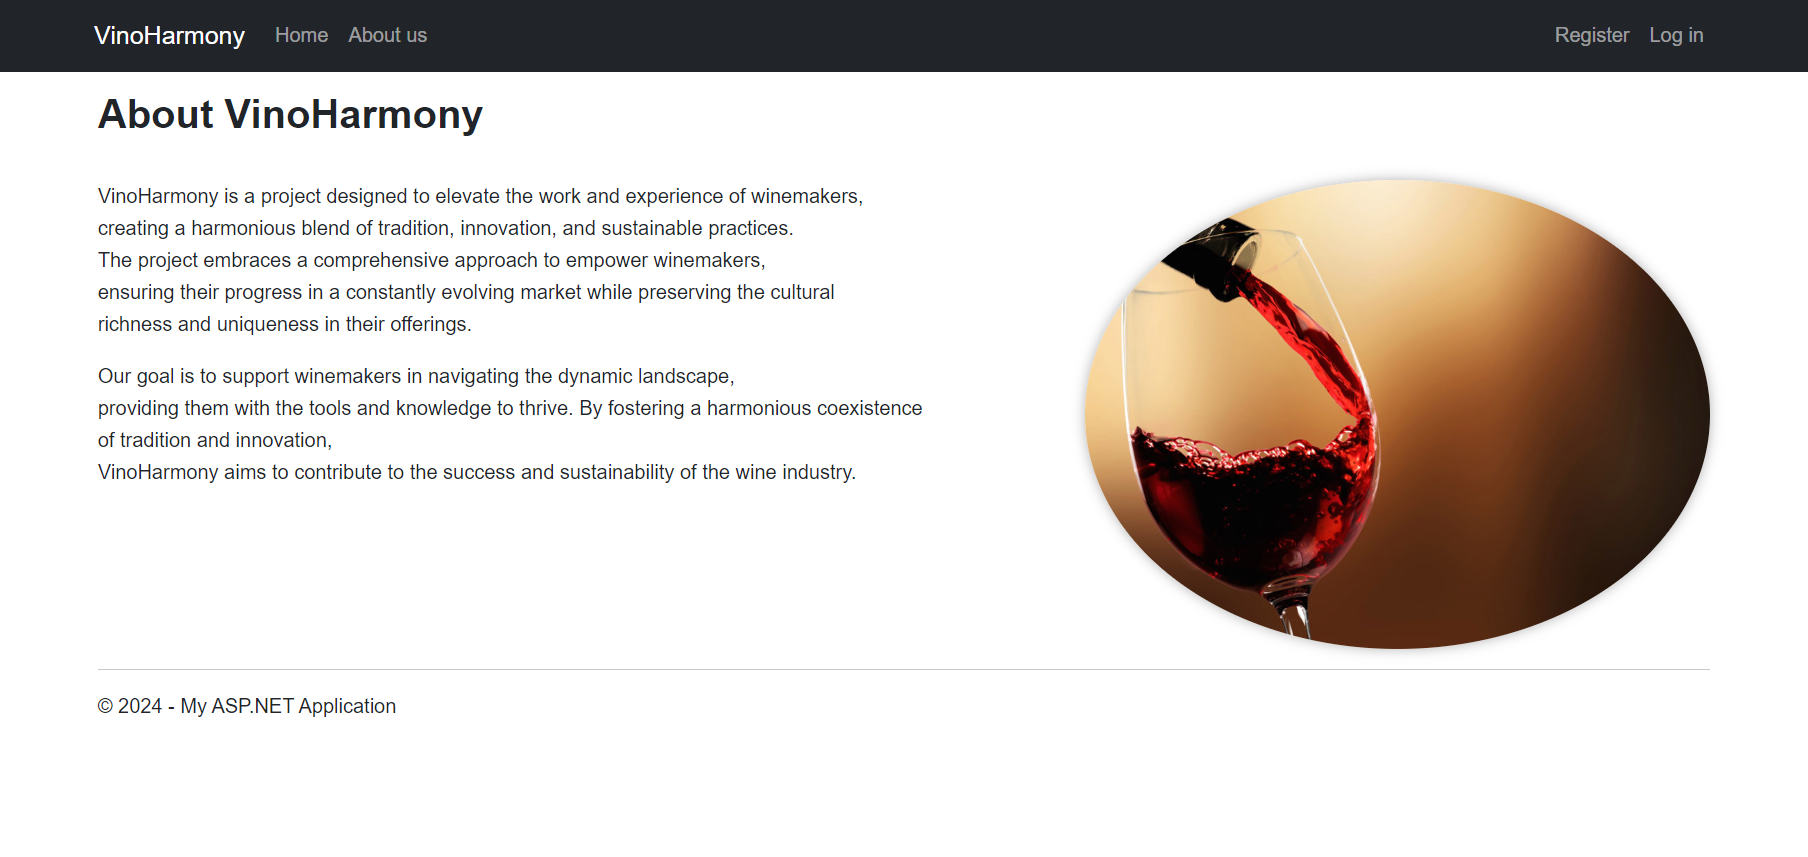 VinoHarmony Home About us Register Log in
About VinoHarmony
VinoHarmony is a project designed to elevate the work and experience of winemakers,
creating a harmonious blend of tradition, innovation, and sustainable practices.
The project embraces a comprehensive approach to empower winemakers,
ensuring their progress in a constantly evolving market while preserving the cultural
richness and uniqueness in their offerings.
Our goal is to support winemakers in navigating the dynamic landscape,
providing them with the tools and knowledge to thrive. By fostering a harmonious coexistence
of tradition and innovation,
VinoHarmony aims to contribute to the success and sustainability of the wine industry.
© 2024 - My ASP.NET Application